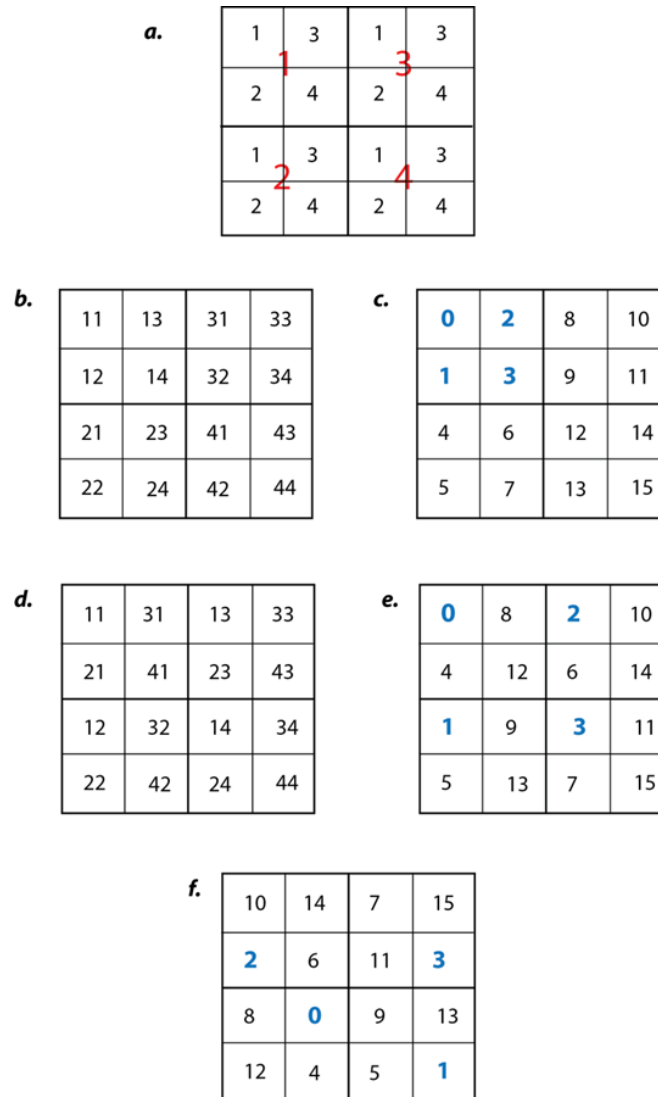 a.
1 3 1 3
1 3
2 4 2 4
1 3 1 3
2 4
2 4 2 4
b.
11 13 31 33
12 14 32 34
21 23 41 43
22 24 42 44
c.
0 2 8 10
1 3 9 11
4 6 12 14
5 7 13 15
d.
11 31 13 33
21 41 23 43
12 32 14 34
22 42 24 44
e.
0 8 2 10
4 12 6 14
1 9 3 11
5 13 7 15
f.
10 14 7 15
2 6 11 3
8 0 9 13
12 4 5 1